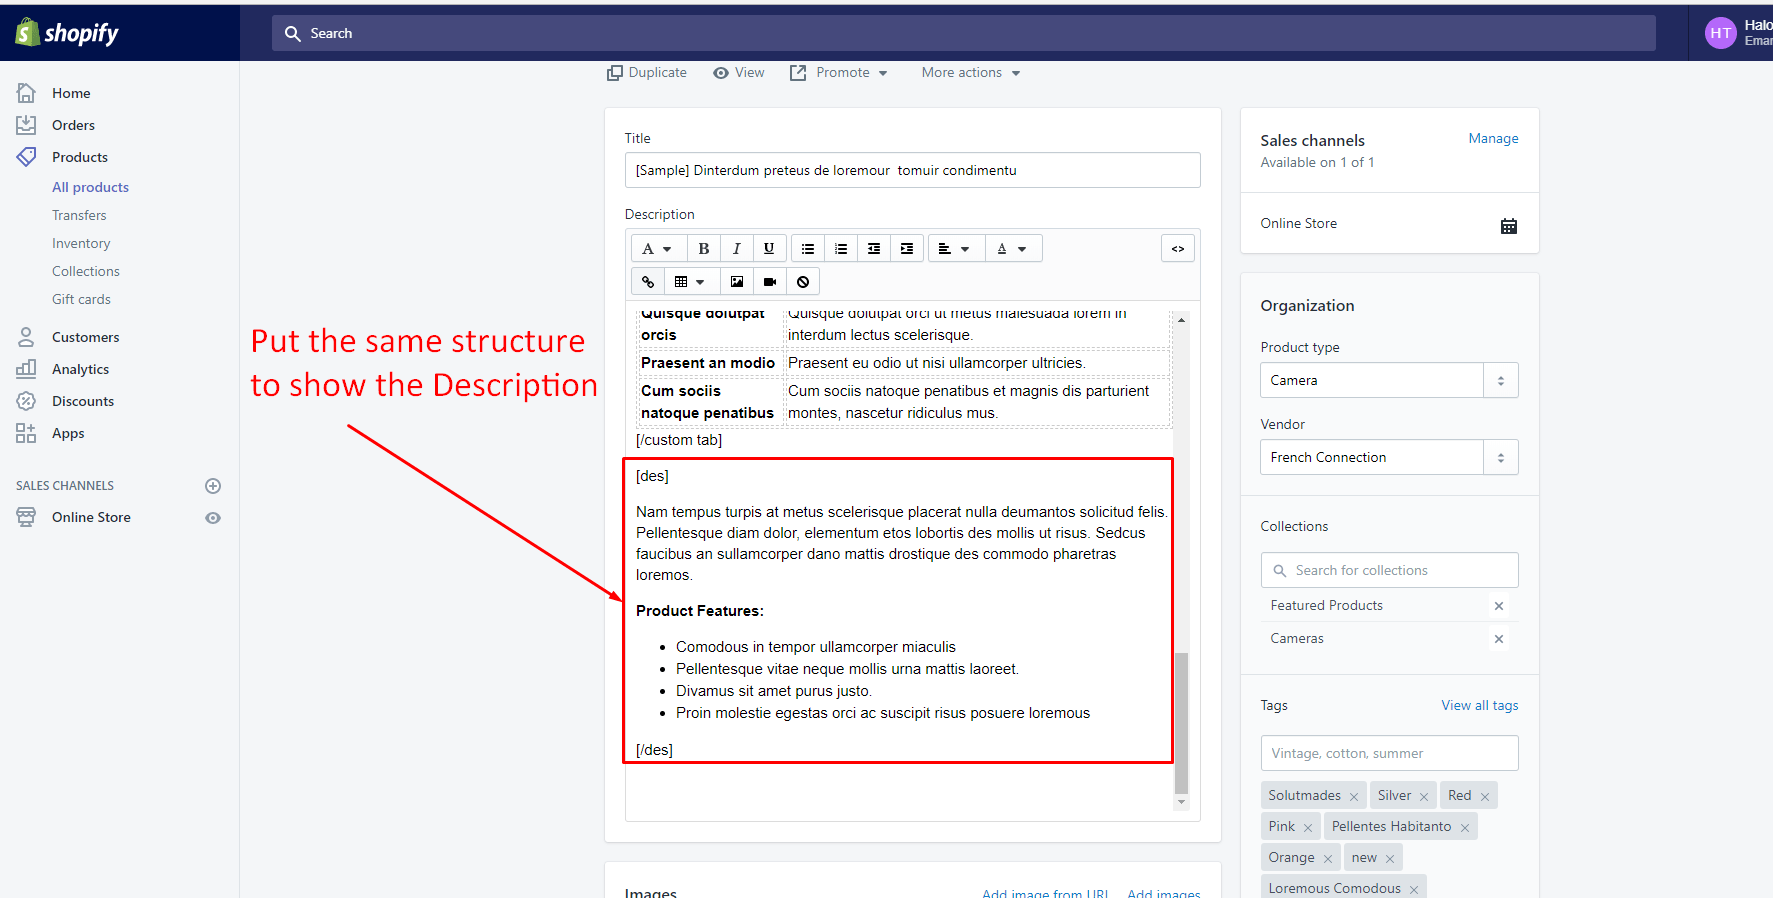 shopify
Search
HT
Halo
Eman
Duplicate
View
Promote
More actions
Home
Orders
Products
All products
Transfers
Inventory
Collections
Gift cards
Customers
Analytics
Discounts
Apps
SALES CHANNELS
Online Store
Put the same structure
to show the Description
Title
[Sample] Dinterdum preteus de loremour  tomuir condimentu
Description
A
B
I
U
A
<>
Quisque dolutpat
orcis
Quisque dolutpat orci ut metus malesuada lorem in
interdum lectus scelerisque.
Praesent an modio
Praesent eu odio ut nisi ullamcorper ultricies.
Cum sociis
natoque penatibus
Cum sociis natoque penatibus et magnis dis parturient
montes, nascetur ridiculus mus.
[/custom tab]
[des]
Nam tempus turpis at metus scelerisque placerat nulla deumantos solicitud felis.
Pellentesque diam dolor, elementum etos lobortis des mollis ut risus. Sedcus
faucibus an sullamcorper dano mattis drostique des commodo pharetras
loremos.
Product Features:
Comodous in tempor ullamcorper miaculis
Pellentesque vitae neque mollis urna mattis laoreet.
Divamus sit amet purus justo.
Proin molestie egestas orci ac suscipit risus posuere loremous
[/des]
Images
Add image from URL
Add images
Sales channels
Manage
Available on 1 of 1
Online Store
Organization
Product type
Camera
Vendor
French Connection
Collections
Search for collections
Featured Products
Cameras
Tags
View all tags
Vintage, cotton, summer
Solutmades
Silver
Red
Pink
Pellentes Habitanto
Orange
new
Loremous Comodous